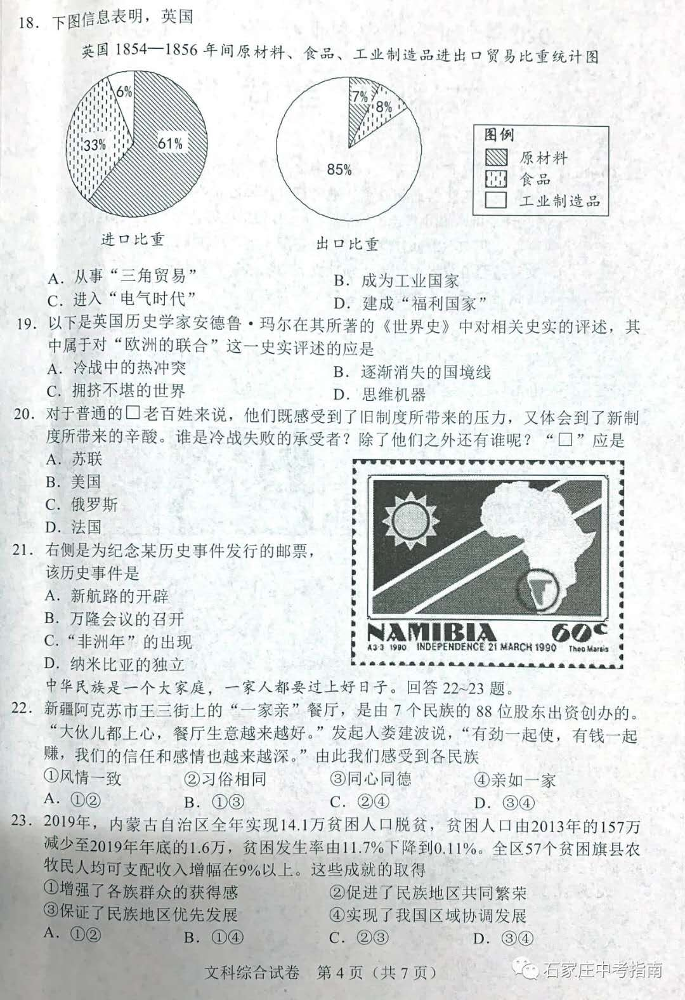 18．下图信息表明，英国
英国 1854—1856 年间原材料、食品、工业制造品进出口贸易比重统计图
6%
33%
61%
7%
8%
85%
图例
原材料
食品
工业制造品
进口比重
出口比重
A．从事“三角贸易”
B．成为工业国家
C．进入“电气时代”
D．建成“福利国家”
19．以下是英国历史学家安德鲁·玛尔在其所著的《世界史》中对相关史实的评述，其
中属于对“欧洲的联合”这一史实评述的应是
A．冷战中的热冲突
B．逐渐消失的国境线
C．拥挤不堪的世界
D．思维机器
20．对于普通的□老百姓来说，他们既感受到了旧制度所带来的压力，又体会到了新制
度所带来的辛酸。谁是冷战失败的承受者？除了他们之外还有谁呢？“□”应是
A．苏联
B．美国
C．俄罗斯
D．法国
21．右侧是为纪念某历史事件发行的邮票，
该历史事件是
A．新航路的开辟
B．万隆会议的召开
C．“非洲年”的出现
D．纳米比亚的独立
NAMIBIA 60c
A3·3 1990 INDEPENDENCE 21 MARCH 1990 Theo Marais
中华民族是一个大家庭，一家人都要过上好日子。回答 22~23 题。
22．新疆阿克苏市王三街上的“一家亲”餐厅，是由 7 个民族的 88 位股东出资创办的。
“大伙儿都上心，餐厅生意越来越好。”发起人娄建波说，“有劲一起使，有钱一起
赚，我们的信任和感情也越来越深。”由此我们感受到各民族
①风情一致 ②习俗相同 ③同心同德 ④亲如一家
A．①② B．①③ C．②④ D．③④
23．2019年，内蒙古自治区全年实现14.1万贫困人口脱贫，贫困人口由2013年的157万
减少至2019年年底的1.6万，贫困发生率由11.7%下降到0.11%。全区57个贫困旗县农
牧民人均可支配收入增幅在9%以上。这些成就的取得
①增强了各族群众的获得感 ②促进了民族地区共同繁荣
③保证了民族地区优先发展 ④实现了我国区域协调发展
A．①② B．①④ C．②③ D．③④
文科综合试卷 第 4 页（共 7 页）
石家庄中考指南